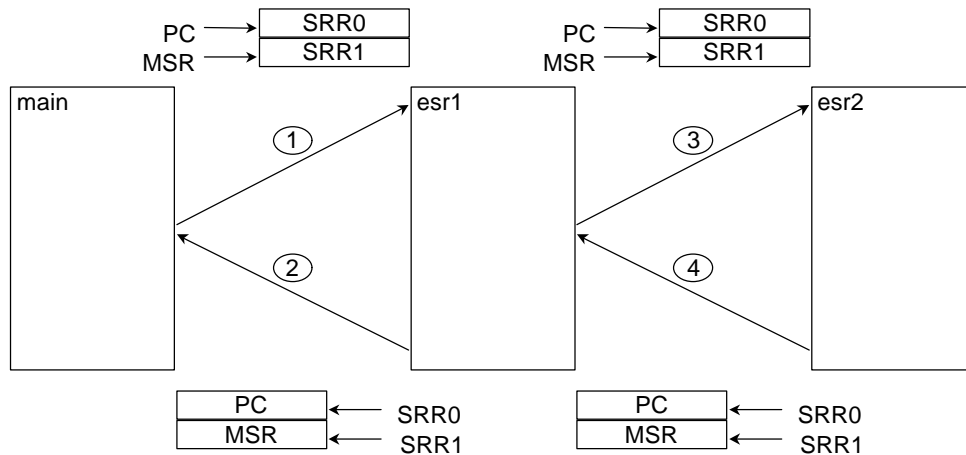 PC
SRR0
MSR
SRR1
PC
SRR0
MSR
SRR1
main
esr1
esr2
1
3
2
4
PC
SRR0
MSR
SRR1
PC
SRR0
MSR
SRR1